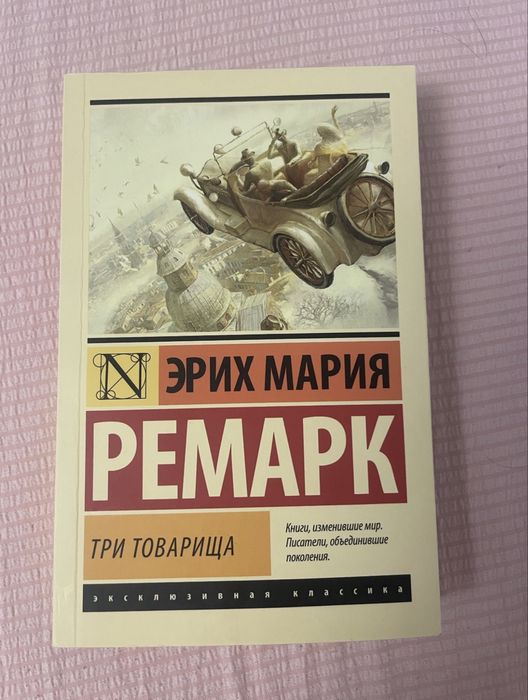 N
ЭРИХ МАРИЯ
РЕМАРК
ТРИ ТОВАРИЩА
Книги, изменившие мир.
Писатели, объединившие
поколения.
эксклюзивная классика